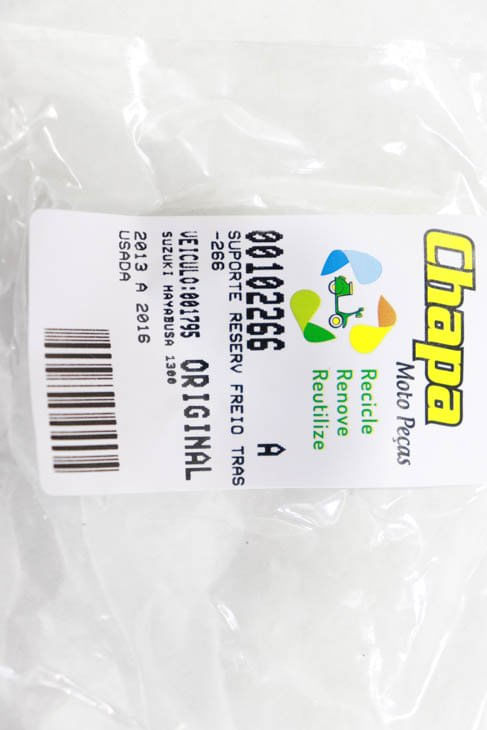 Chapa
Moto Peças
Recicle
Renove
Reutilize
00102266 A
SUPORTE RESERV FREIO TRAS
-266
VEICULO:001795 ORIGINAL
SUZUKI HAYABUSA 1300
2013 A 2016
USADA